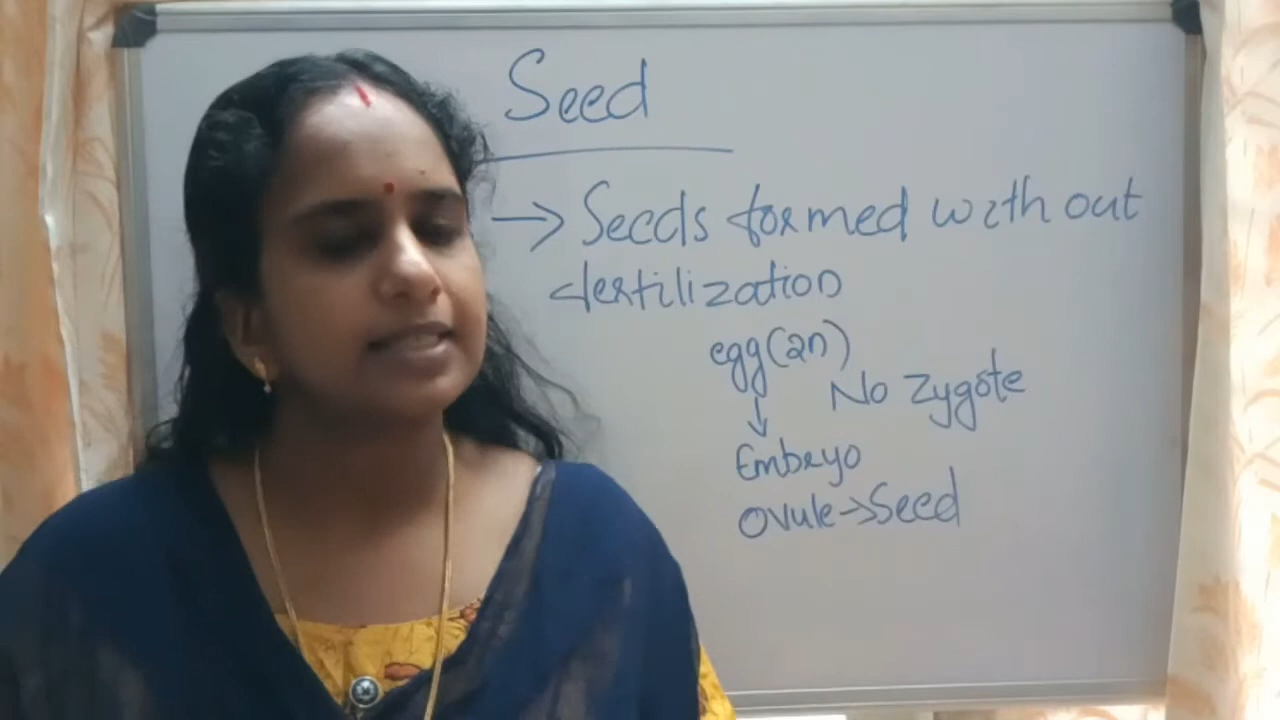 Seed
→ Seeds formed with out
fertilization
egg(2n)
No Zygote
↓
Embryo
Ovule→Seed